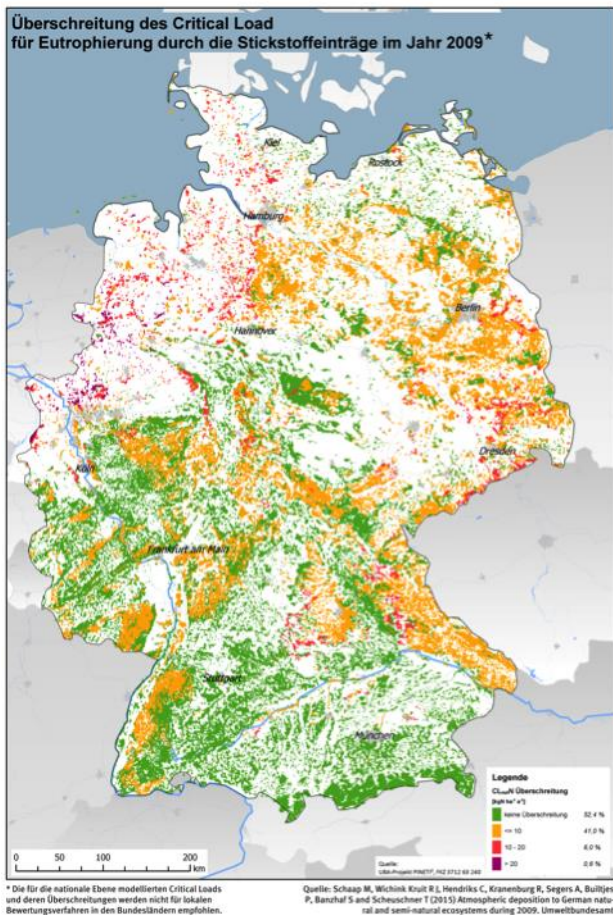 Überschreitung des Critical Load
für Eutrophierung durch die Stickstoffeinträge im Jahr 2009*
Kiel
Rostock
Hamburg
Berlin
Hannover
Dresden
Köln
Frankfurt am Main
Stuttgart
München
Legende
Überschreitung
keine Überschreitung 52,4 %
<= 10 41,0 %
10 - 20 6,0 %
> 20 0,6 %
0 50 100 200
km
Quelle:
* Die für die nationale Ebene modellierten Critical Loads
und deren Überschreitungen werden nicht für lokalen
Bewertungsverfahren in den Bundesländern empfohlen.
Quelle: Schaap M, Wichink Kruit R J, Hendriks C, Kranenburg R, Segers A, Builtjes
P, Banzhaf S and Scheuschner T (2015) Atmospheric deposition to German natu
ral and semi-natural ecosystems during 2009. Umweltbundesamt